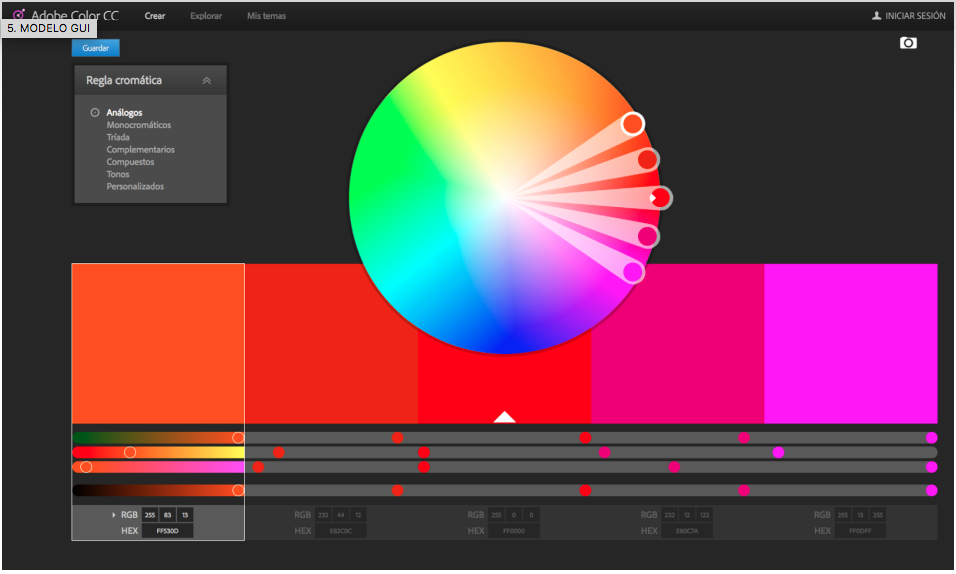 Adobe Color CC Crear Explorar Mis temas INICIAR SESIÓN
5. MODELO GUI
Guardar
Regla cromática
Análogos
Monocromáticos
Tríada
Complementarios
Compuestos
Tonos
Personalizados
RGB 255 83 13 RGB 232 44 12 RGB 255 0 0 RGB 232 12 122 RGB 255 13 255
HEX FF530D HEX E82C0C HEX FF0000 HEX E80C7A HEX FF0DFF